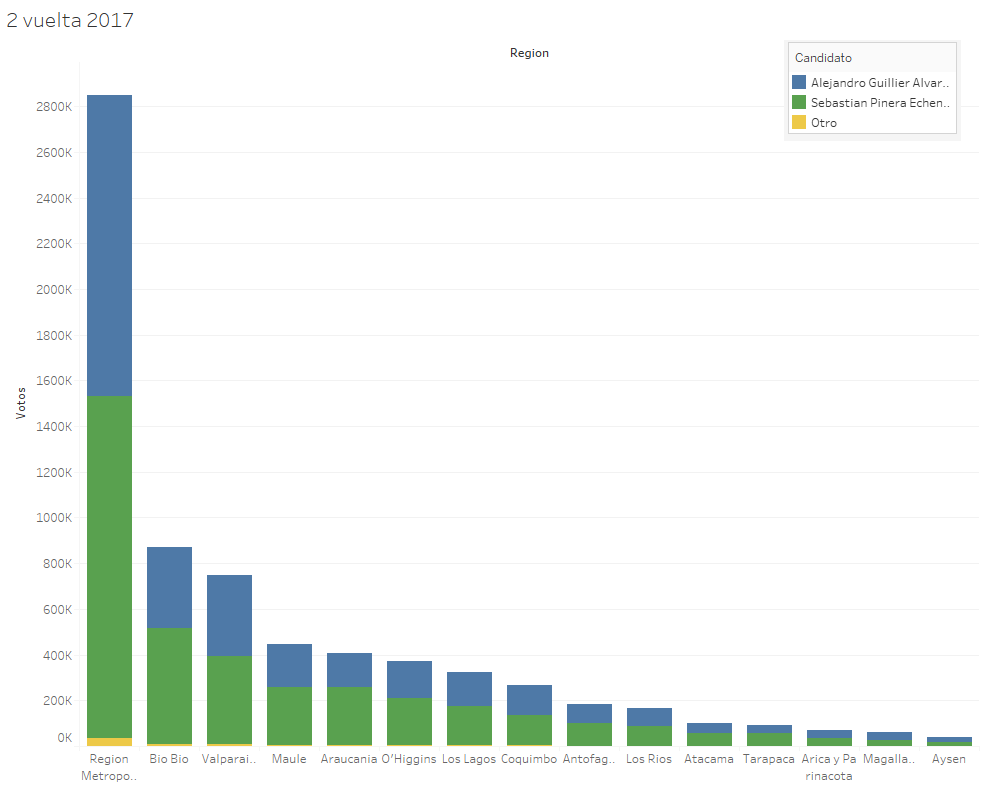 2 vuelta 2017
Region
Candidato
Alejandro Guillier Alvar..
Sebastian Pinera Echen..
Otro
2800K
2600K
2400K
2200K
2000K
1800K
1600K
1400K
1200K
1000K
800K
600K
400K
200K
0K
Votos
Region Metropo..
Bio Bio
Valparai..
Maule
Araucania
O'Higgins
Los Lagos
Coquimbo
Antofag..
Los Rios
Atacama
Tarapaca
Arica y Pa
rinacota
Magalla..
Aysen